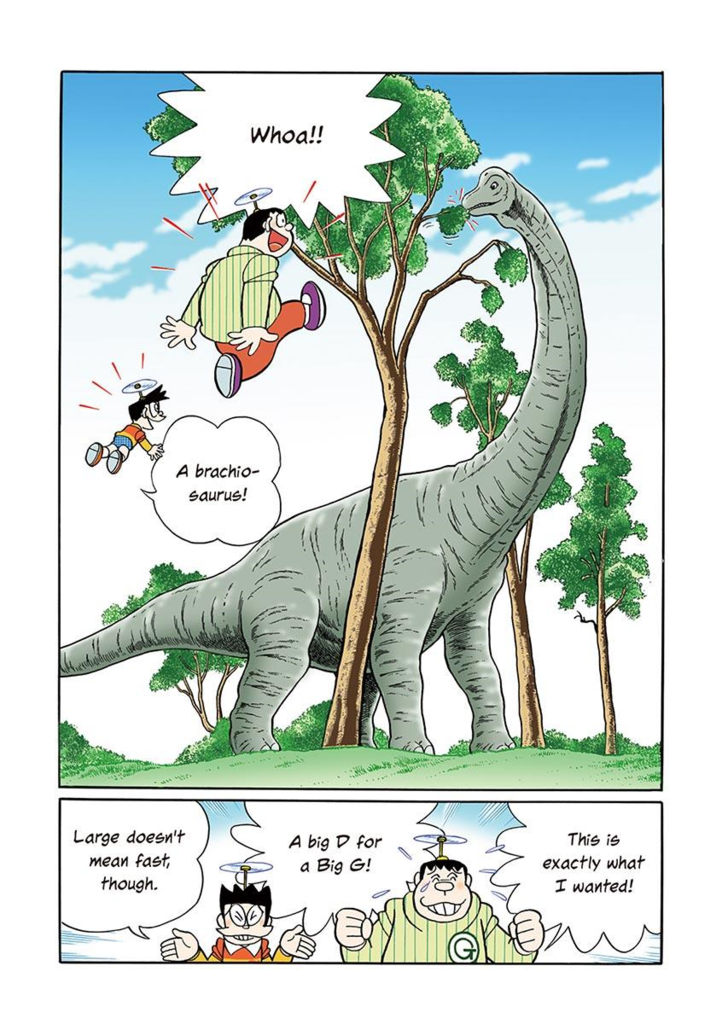 Whoa!!
A brachio-
saurus!
Large doesn't
mean fast,
though.
A big D for
a Big G!
This is
exactly what
I wanted!
G